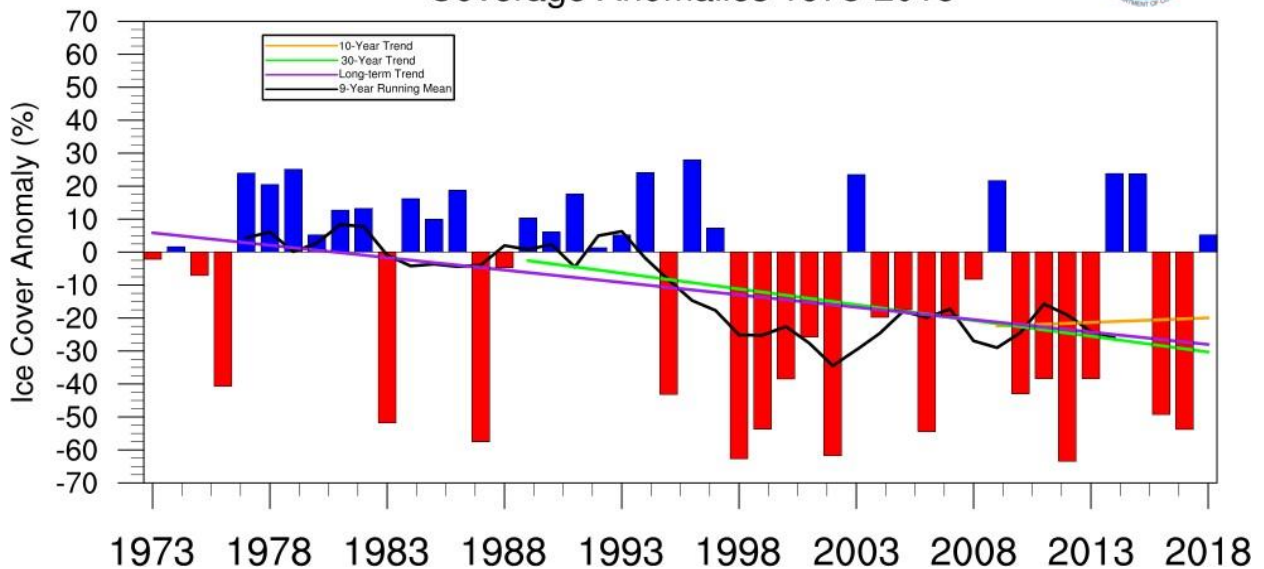 70
60
50
40
30
20
10
0
-10
-20
-30
-40
-50
-60
-70
Ice Cover Anomaly (%)
10-Year Trend
30-Year Trend
Long-term Trend
9-Year Running Mean
1973 1978 1983 1988 1993 1998 2003 2008 2013 2018